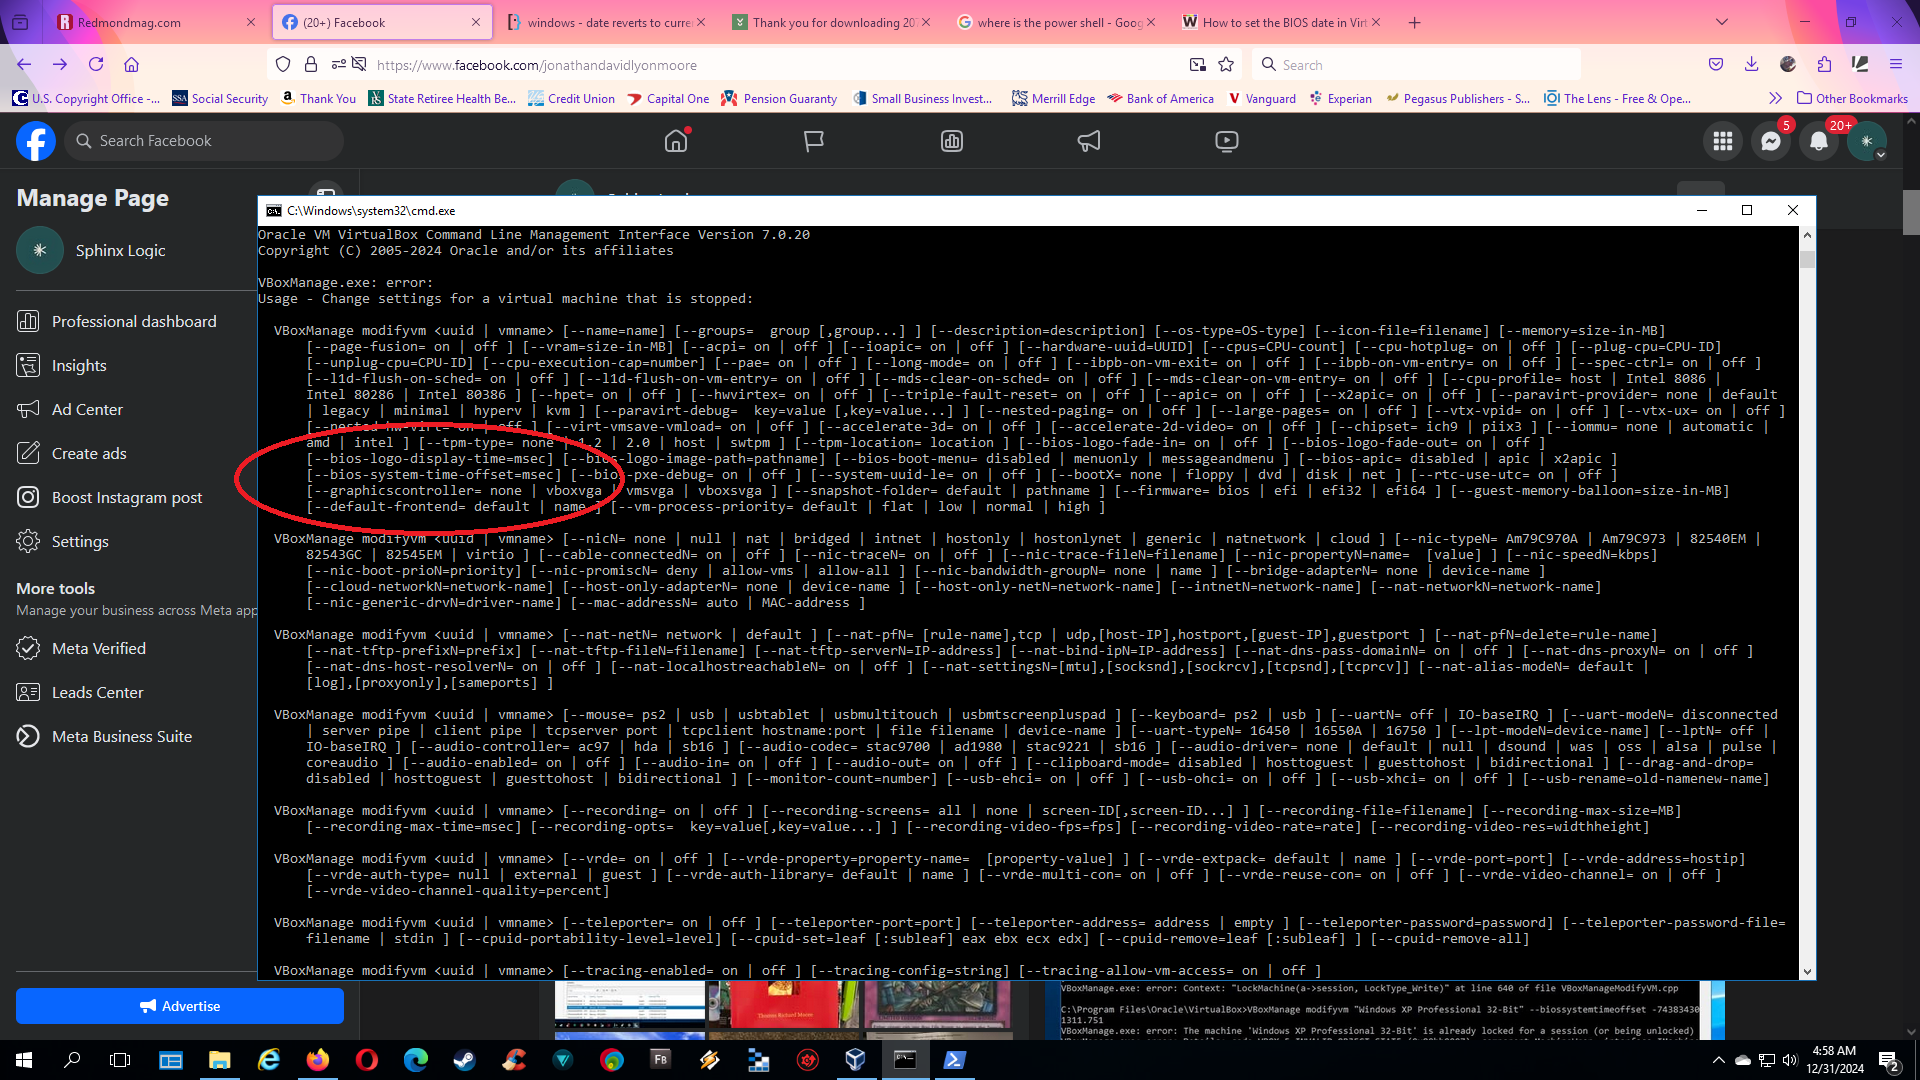 Redmondmag.com
(20+) Facebook
windows - date reverts to curre
Thank you for downloading 20
where is the power shell - Goog
How to set the BIOS date in Virt
https://www.facebook.com/jonathandavidlyonmoore
Search
U.S. Copyright Office -...
Social Security
Thank You
State Retiree Health Be...
Credit Union
Capital One
Pension Guaranty
Small Business Invest...
Merrill Edge
Bank of America
Vanguard
Experian
Pegasus Publishers - S...
The Lens - Free & Ope...
Other Bookmarks
Search Facebook
5
20+
Manage Page
Sphinx Logic
Professional dashboard
Insights
Ad Center
Create ads
Boost Instagram post
Settings
More tools
Manage your business across Meta app
Meta Verified
Leads Center
Meta Business Suite
Advertise
C:\Windows\system32\cmd.exe
Oracle VM VirtualBox Command Line Management Interface Version 7.0.20
Copyright (C) 2005-2024 Oracle and/or its affiliates
VBoxManage.exe: error:
Usage - Change settings for a virtual machine that is stopped:
VBoxManage modifyvm <uuid | vmname> [--name=name] [--groups=  group [,group...] ] [--description=description] [--os-type=OS-type] [--icon-file=filename] [--memory=size-in-MB]
[--page-fusion= on | off ] [--vram=size-in-MB] [--acpi= on | off ] [--ioapic= on | off ] [--hardware-uuid=UUID] [--cpus=CPU-count] [--cpu-hotplug= on | off ] [--plug-cpu=CPU-ID]
[--unplug-cpu=CPU-ID] [--cpu-execution-cap=number] [--pae= on | off ] [--long-mode= on | off ] [--ibpb-on-vm-exit= on | off ] [--ibpb-on-vm-entry= on | off ] [--spec-ctrl= on | off ]
[--l1d-flush-on-sched= on | off ] [--l1d-flush-on-vm-entry= on | off ] [--mds-clear-on-sched= on | off ] [--mds-clear-on-vm-entry= on | off ] [--cpu-profile= host | Intel 8086 |
Intel 80286 | Intel 80386 ] [--hpet= on | off ] [--hwvirtex= on | off ] [--triple-fault-reset= on | off ] [--apic= on | off ] [--x2apic= on | off ] [--paravirt-provider= none | default
| legacy | minimal | hyperv | kvm ] [--paravirt-debug=  key=value [,key=value...] ] [--nested-paging= on | off ] [--large-pages= on | off ] [--vtx-vpid= on | off ] [--vtx-ux= on | off ]
[--nested-hw-virt= on | off ] [--virt-vmsave-vmload= on | off ] [--accelerate-3d= on | off ] [--accelerate-2d-video= on | off ] [--chipset= ich9 | piix3 ] [--iommu= none | automatic |
amd | intel ] [--tpm-type= none | 1.2 | 2.0 | host | swtpm ] [--tpm-location= location ] [--bios-logo-fade-in= on | off ] [--bios-logo-fade-out= on | off ]
[--bios-logo-display-time=msec] [--bios-logo-image-path=pathname] [--bios-boot-menu= disabled | menuonly | messageandmenu ] [--bios-apic= disabled | apic | x2apic ]
[--bios-system-time-offset=msec] [--bios-pxe-debug= on | off ] [--system-uuid-le= on | off ] [--bootX= none | floppy | dvd | disk | net ] [--rtc-use-utc= on | off ]
[--graphicscontroller= none | vboxvga | vmsvga | vboxsvga ] [--snapshot-folder= default | pathname ] [--firmware= bios | efi | efi32 | efi64 ] [--guest-memory-balloon=size-in-MB]
[--default-frontend= default | name ] [--vm-process-priority= default | flat | low | normal | high ]
VBoxManage modifyvm <uuid | vmname> [--nicN= none | null | nat | bridged | intnet | hostonly | hostonlynet | generic | natnetwork | cloud ] [--nic-typeN= Am79C970A | Am79C973 | 82540EM |
82543GC | 82545EM | virtio ] [--cable-connectedN= on | off ] [--nic-traceN= on | off ] [--nic-trace-fileN=filename] [--nic-propertyN=name=  [value] ] [--nic-speedN=kbps]
[--nic-boot-prioN=priority] [--nic-promiscN= deny | allow-vms | allow-all ] [--nic-bandwidth-groupN= none | name ] [--bridge-adapterN= none | device-name ]
[--cloud-networkN=network-name] [--host-only-adapterN= none | device-name ] [--host-only-netN=network-name] [--intnetN=network-name] [--nat-networkN=network-name]
[--nic-generic-drvN=driver-name] [--mac-addressN= auto | MAC-address ]
VBoxManage modifyvm <uuid | vmname> [--nat-netN= network | default ] [--nat-pfN= [rule-name],tcp | udp,[host-IP],hostport,[guest-IP],guestport ] [--nat-pfN=delete=rule-name]
[--nat-tftp-prefixN=prefix] [--nat-tftp-fileN=filename] [--nat-tftp-serverN=IP-address] [--nat-bind-ipN=IP-address] [--nat-dns-pass-domainN= on | off ] [--nat-dns-proxyN= on | off ]
[--nat-dns-host-resolverN= on | off ] [--nat-localhostreachableN= on | off ] [--nat-settingsN=[mtu],[socksnd],[sockrcv],[tcpsnd],[tcprcv]] [--nat-alias-modeN= default |
[log],[proxyonly],[sameports] ]
VBoxManage modifyvm <uuid | vmname> [--mouse= ps2 | usb | usbtablet | usbmultitouch | usbmtscreenpluspad ] [--keyboard= ps2 | usb ] [--uartN= off | IO-baseIRQ ] [--uart-modeN= disconnected
| server pipe | client pipe | tcpserver port | tcpclient hostname:port | file filename | device-name ] [--uart-typeN= 16450 | 16550A | 16750 ] [--lpt-modeN=device-name] [--lptN= off |
IO-baseIRQ ] [--audio-controller= ac97 | hda | sb16 ] [--audio-codec= stac9700 | ad1980 | stac9221 | sb16 ] [--audio-driver= none | default | null | dsound | was | oss | alsa | pulse |
coreaudio ] [--audio-enabled= on | off ] [--audio-in= on | off ] [--audio-out= on | off ] [--clipboard-mode= disabled | hosttoguest | guesttohost | bidirectional ] [--drag-and-drop=
disabled | hosttoguest | guesttohost | bidirectional ] [--monitor-count=number] [--usb-ehci= on | off ] [--usb-ohci= on | off ] [--usb-xhci= on | off ] [--usb-rename=old-namenew-name]
VBoxManage modifyvm <uuid | vmname> [--recording= on | off ] [--recording-screens= all | none | screen-ID[,screen-ID...] ] [--recording-file=filename] [--recording-max-size=MB]
[--recording-max-time=msec] [--recording-opts=  key=value[,key=value...] ] [--recording-video-fps=fps] [--recording-video-rate=rate] [--recording-video-res=widthheight]
VBoxManage modifyvm <uuid | vmname> [--vrde= on | off ] [--vrde-property=property-name=  [property-value] ] [--vrde-extpack= default | name ] [--vrde-port=port] [--vrde-address=hostip]
[--vrde-auth-type= null | external | guest ] [--vrde-auth-library= default | name ] [--vrde-multi-con= on | off ] [--vrde-reuse-con= on | off ] [--vrde-video-channel= on | off ]
[--vrde-video-channel-quality=percent]
VBoxManage modifyvm <uuid | vmname> [--teleporter= on | off ] [--teleporter-port=port] [--teleporter-address= address | empty ] [--teleporter-password=password] [--teleporter-password-file=
filename | stdin ] [--cpuid-portability-level=level] [--cpuid-set=leaf [:subleaf] eax ebx ecx edx] [--cpuid-remove=leaf [:subleaf] ] [--cpuid-remove-all]
VBoxManage modifyvm <uuid | vmname> [--tracing-enabled= on | off ] [--tracing-config=string] [--tracing-allow-vm-access= on | off ]
Thomas Richard Moore
VBoxManage.exe: error: Context: "LockMachine(a->session, LockType_Write)" at line 640 of file VBoxManageModifyVM.cpp
C:\Program Files\Oracle\VirtualBox>VBoxManage modifyvm "Windows XP Professional 32-Bit" --biossystemtimeoffset -74383430
1311.751
VBoxManage.exe: error: The machine 'Windows XP Professional 32-Bit' is already locked for a session (or being unlocked)
FB
4:58 AM
12/31/2024
2